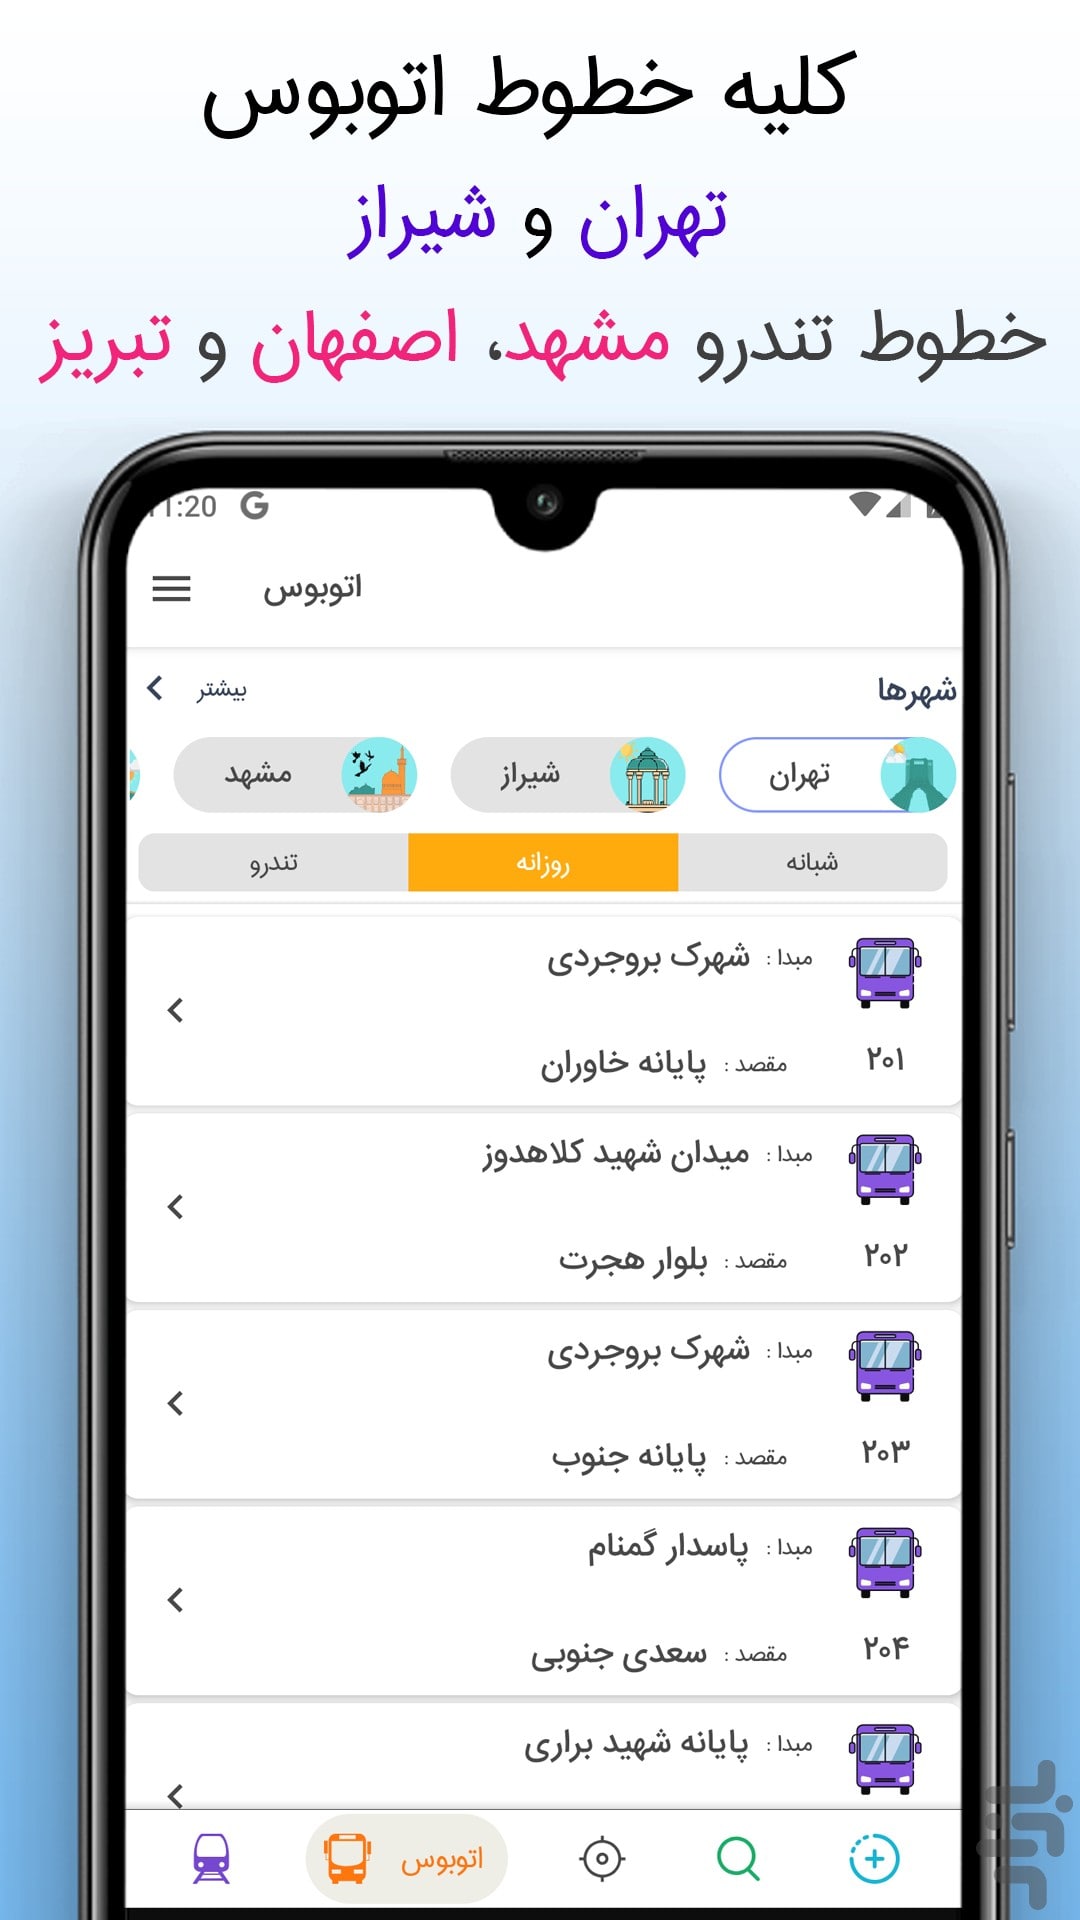 کلیه خطوط اتوبوس
تهران و شیراز
خطوط تندرو مشهد، اصفهان و تبریز
11:20 G
اتوبوس
شهرها
بیشتر
تهران
شیراز
مشهد
شبانه
روزانه
تندرو
مبدا : شهرک بروجردی
۲۰۱
مقصد : پایانه خاوران
مبدا : میدان شهید کلاهدوز
۲۰۲
مقصد : بلوار هجرت
مبدا : شهرک بروجردی
۲۰۳
مقصد : پایانه جنوب
مبدا : پاسدار گمنام
۲۰۴
مقصد : سعدی جنوبی
مبدا : پایانه شهید براری
اتوبوس
بازار